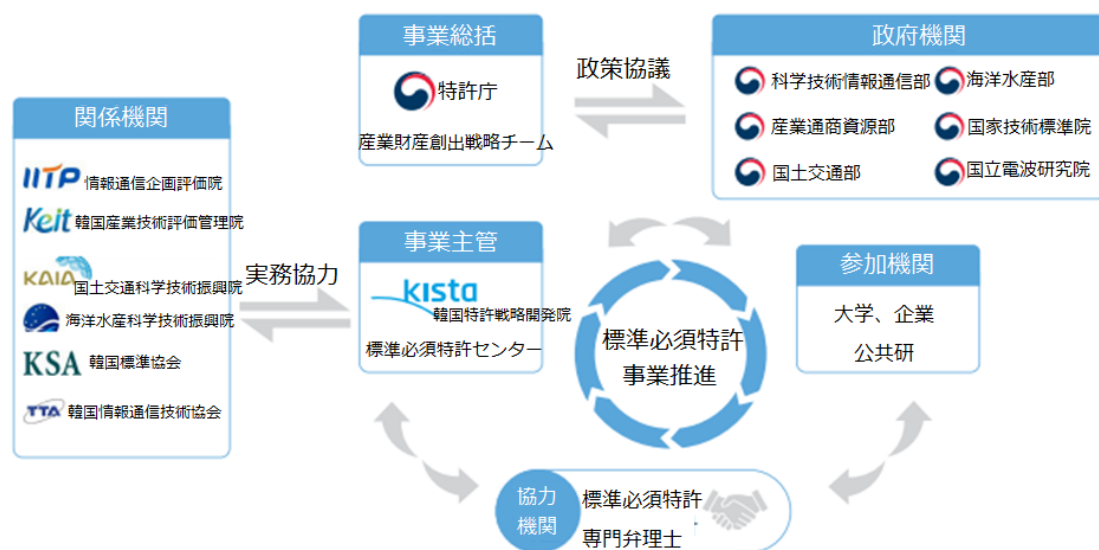 事業総括
特許庁
産業財産創出戦略チーム
政策協議
政府機関
科学技術情報通信部
海洋水産部
産業通商資源部
国家技術標準院
国土交通部
国立電波研究院
関係機関
IITP 情報通信企画評価院
Keit 韓国産業技術評価管理院
KAIA 国土交通科学技術振興院
海洋水産科学技術振興院
KSA 韓国標準協会
TTA 韓国情報通信技術協会
実務協力
事業主管
kista
韓国特許戦略開発院
標準必須特許センター
標準必須特許
事業推進
参加機関
大学、企業
公共研
協力
機関
標準必須特許
専門弁理士